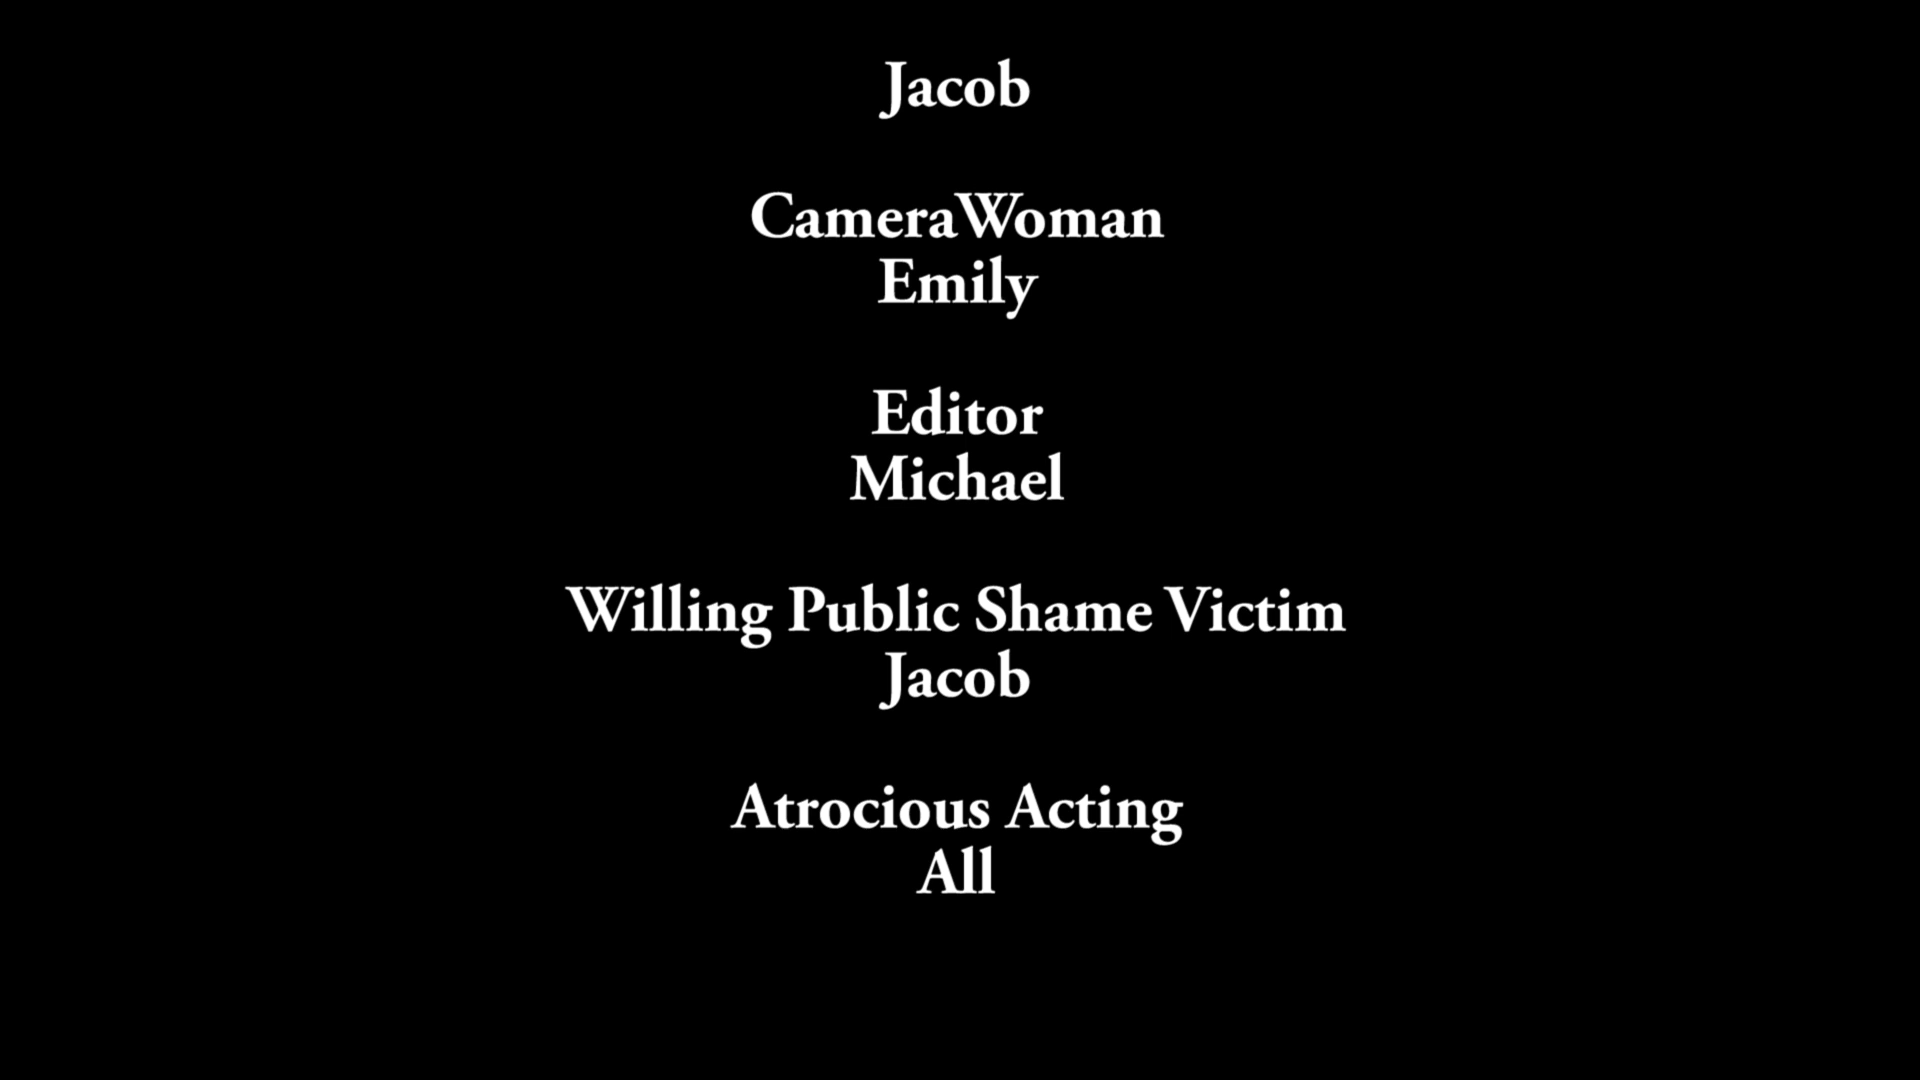 Jacob
CameraWoman
Emily
Editor
Michael
Willing Public Shame Victim
Jacob
Atrocious Acting
All